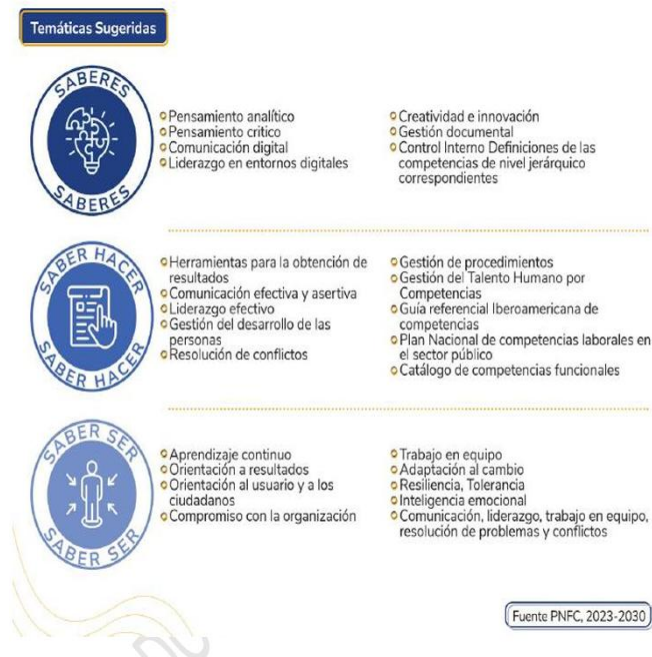 Temáticas Sugeridas
SABERES
SABERES
Pensamiento analítico
Pensamiento critico
Comunicación digital
Liderazgo en entornos digitales
Creatividad e innovación
Gestión documental
Control Interno Definiciones de las
competencias de nivel jerárquico
correspondientes
SABER HACER
SABER HACER
Herramientas para la obtención de
resultados
Comunicación efectiva y asertiva
Liderazgo efectivo
Gestión del desarrollo de las
personas
Resolución de conflictos
Gestión de procedimientos
Gestión del Talento Humano por
Competencias
Guía referencial Iberoamericana de
competencias
Plan Nacional de competencias laborales en
el sector público
Catálogo de competencias funcionales
SABER SER
SABER SER
Aprendizaje continuo
Orientación a resultados
Orientación al usuario y a los
ciudadanos
Compromiso con la organización
Trabajo en equipo
Adaptación al cambio
Resiliencia, Tolerancia
Inteligencia emocional
Comunicación, liderazgo, trabajo en equipo,
resolución de problemas y conflictos
Fuente PNFC, 2023-2030